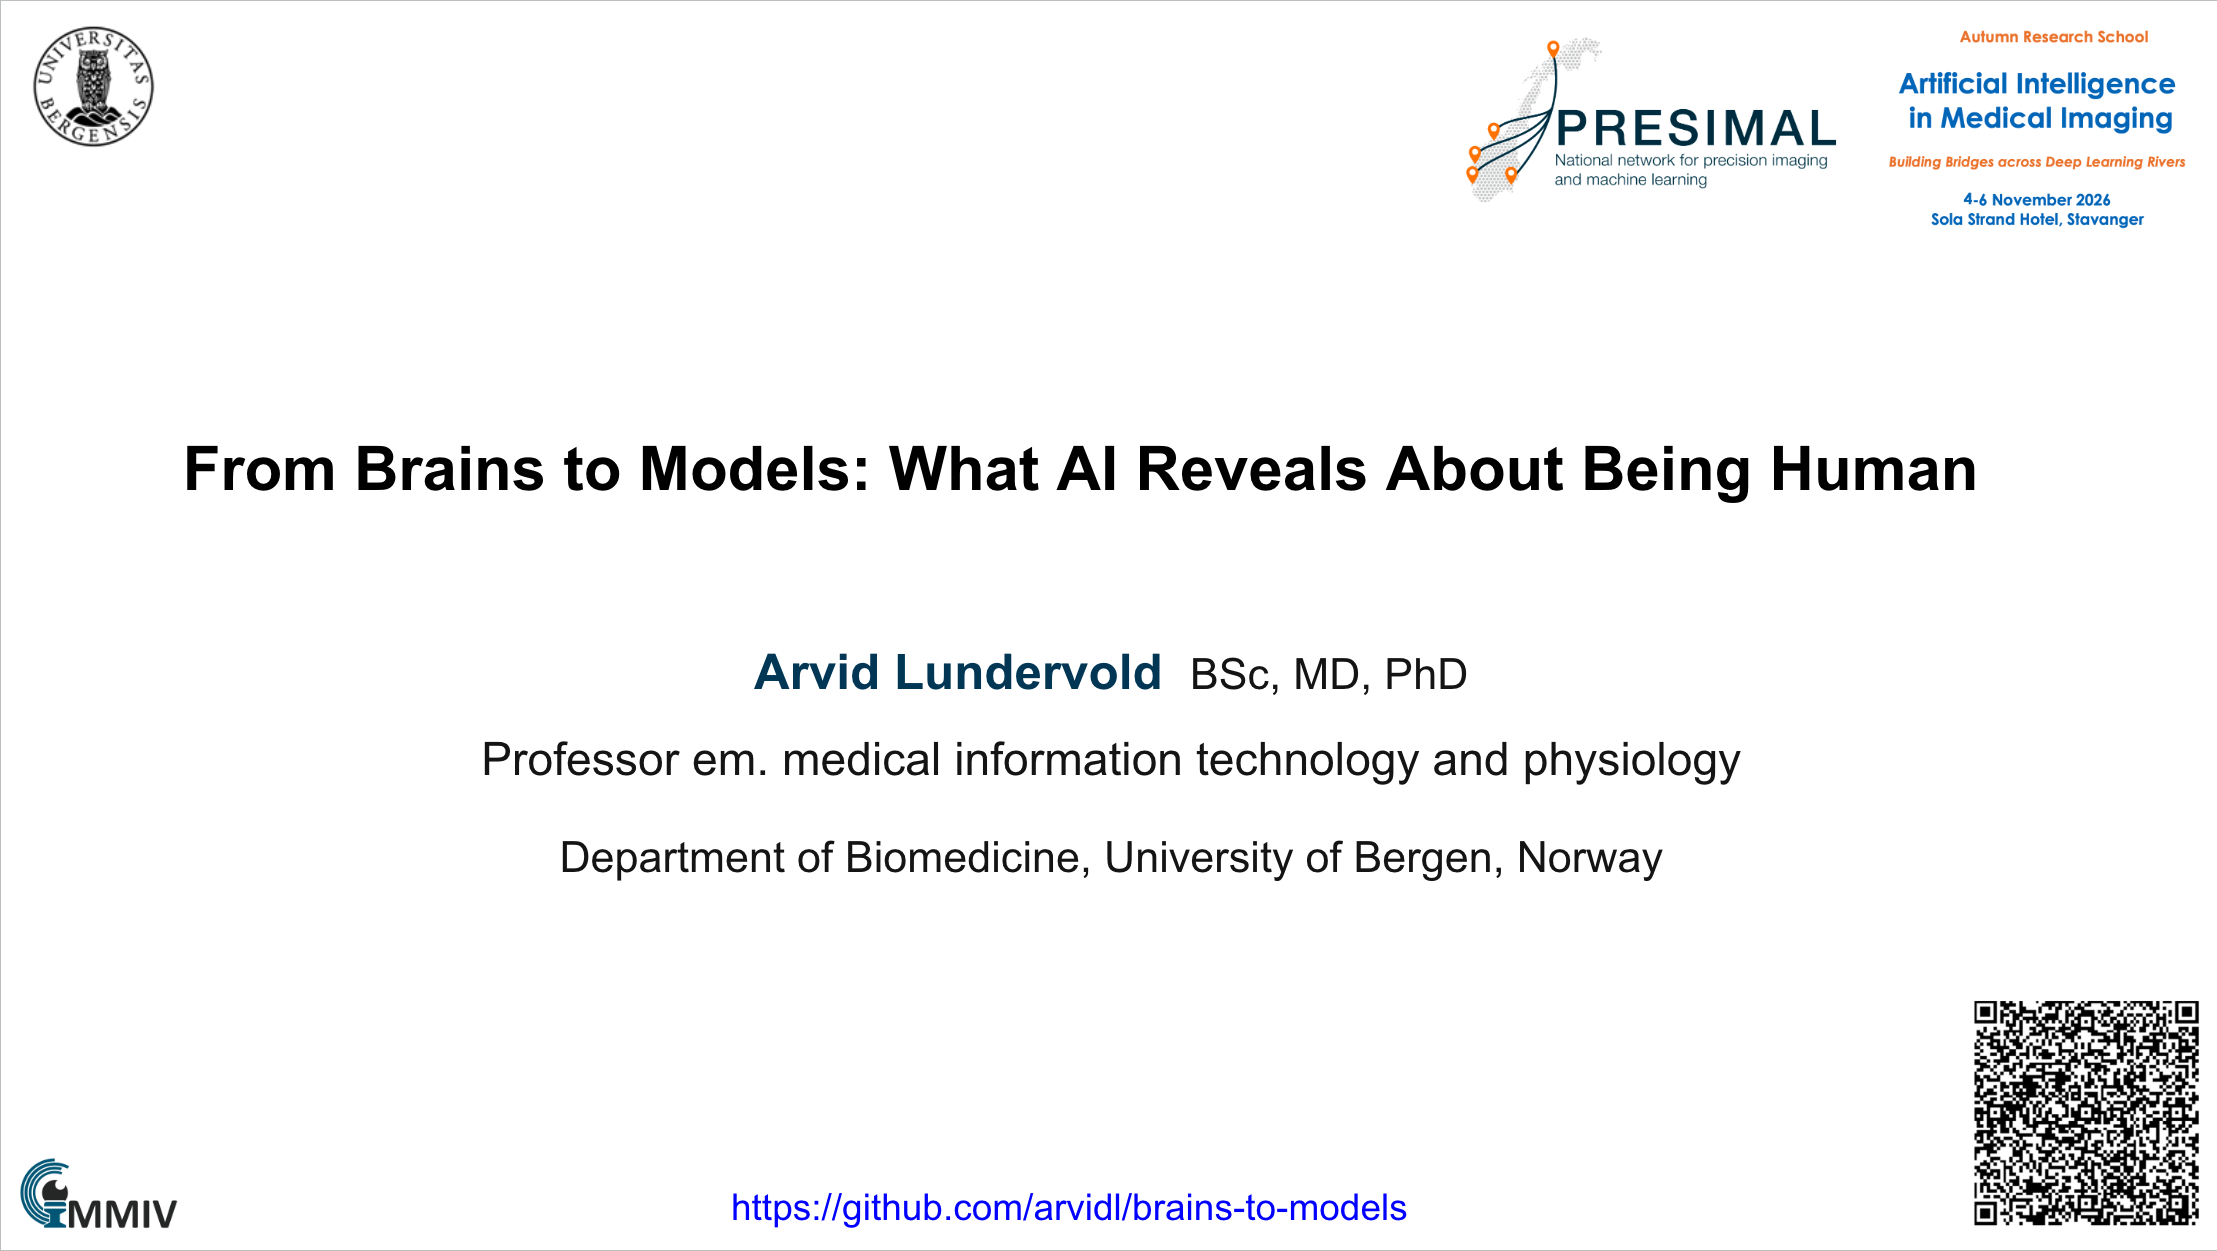 UNIVERSITAS BERGENSIS
PRESIMAL
National network for precision imaging
and machine learning
Autumn Research School
Artificial Intelligence
in Medical Imaging
Building Bridges across Deep Learning Rivers
4-6 November 2026
Sola Strand Hotel, Stavanger
From Brains to Models: What AI Reveals About Being Human
Arvid Lundervold BSc, MD, PhD
Professor em. medical information technology and physiology
Department of Biomedicine, University of Bergen, Norway
MMIV
https://github.com/arvidl/brains-to-models